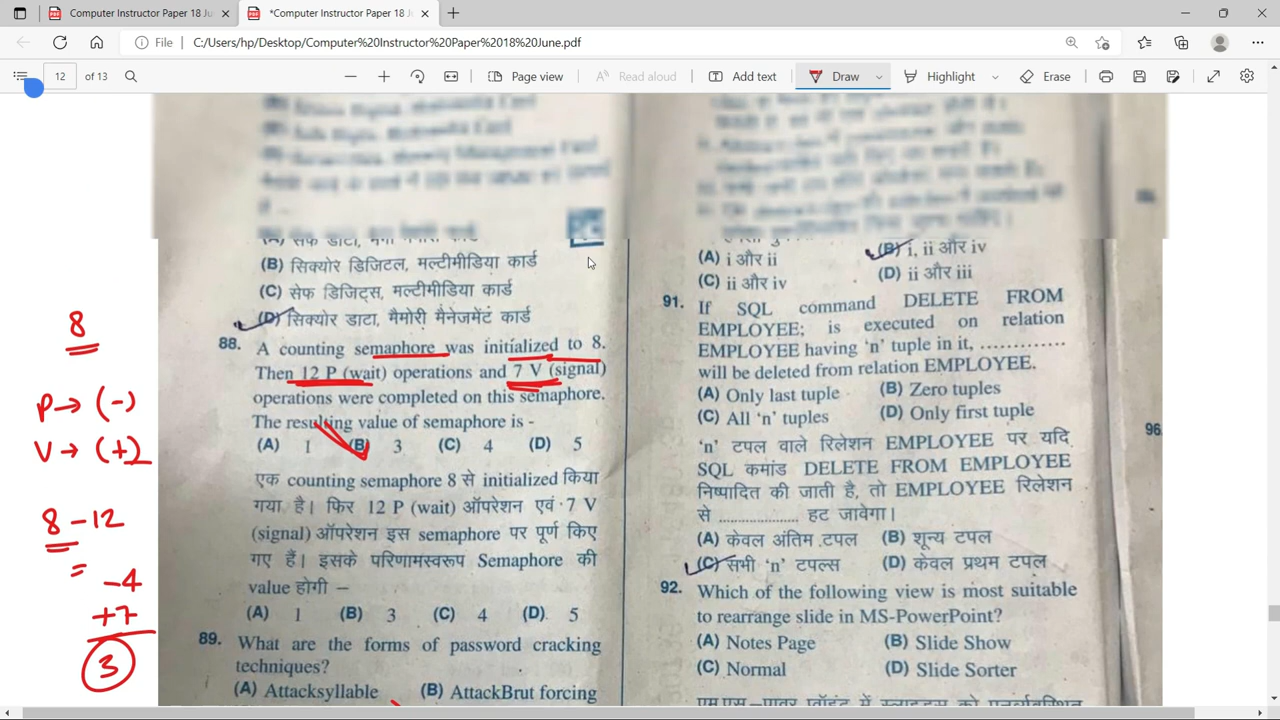 Computer Instructor Paper 18 Ju
*Computer Instructor Paper 18 J
File
C:/Users/hp/Desktop/Computer%20Instructor%20Paper%2018%20June.pdf
12 of 13
Page view
Read aloud
Add text
Draw
Highlight
Erase
8
P → (-)
V → (+)
8 - 12
= -4
+7
3
(B) सिक्योर डिजिटल, मल्टीमीडिया कार्ड
(C) सेफ डिजिट्स, मल्टीमीडिया कार्ड
(D) सिक्योर डाटा, मैमोरी मैनेजमेंट कार्ड
88. A counting semaphore was initialized to 8.
Then 12 P (wait) operations and 7 V (signal)
operations were completed on this semaphore.
The resulting value of semaphore is -
(A) 1 (B) 3 (C) 4 (D) 5
एक counting semaphore 8 से initialized किया
गया है। फिर 12 P (wait) ऑपरेशन एवं 7 V
(signal) ऑपरेशन इस semaphore पर पूर्ण किए
गए हैं। इसके परिणामस्वरूप Semaphore की
value होगी –
(A) 1 (B) 3 (C) 4 (D) 5
89. What are the forms of password cracking
techniques?
(A) Attacksyllable (B) AttackBrut forcing
(A) i और ii (B) i, ii और iv
(C) ii और iv (D) ii और iii
91. If SQL command DELETE FROM
EMPLOYEE; is executed on relation
EMPLOYEE having 'n' tuple in it, .............
will be deleted from relation EMPLOYEE.
(A) Only last tuple (B) Zero tuples
(C) All 'n' tuples (D) Only first tuple
'n' टपल वाले रिलेशन EMPLOYEE पर यदि
SQL कमांड DELETE FROM EMPLOYEE
निष्पादित की जाती है, तो EMPLOYEE रिलेशन
से .................... हट जावेगा।
(A) केवल अंतिम टपल (B) शून्य टपल
(C) सभी 'n' टपल्स (D) केवल प्रथम टपल
92. Which of the following view is most suitable
to rearrange slide in MS-PowerPoint?
(A) Notes Page (B) Slide Show
(C) Normal (D) Slide Sorter
96